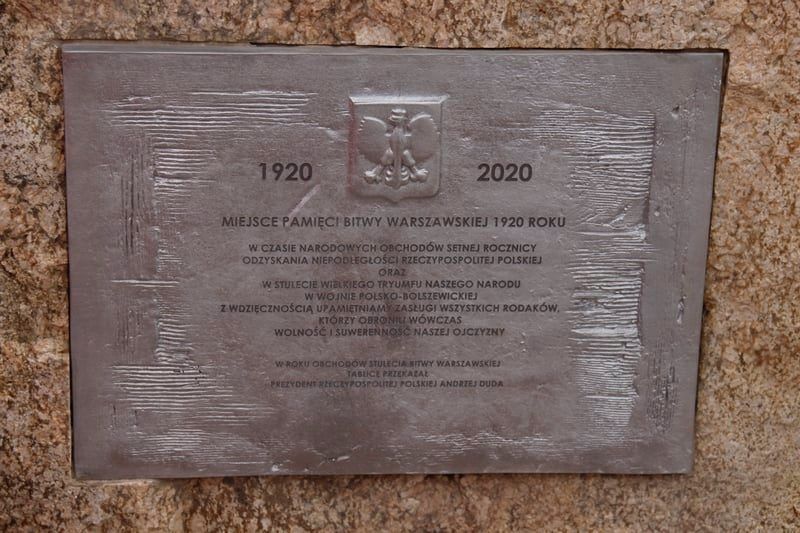 1920 2020
MIEJSCE PAMIĘCI BITWY WARSZAWSKIEJ 1920 ROKU
W CZASIE NARODOWYCH OBCHODÓW SETNEJ ROCZNICY
ODZYSKANIA NIEPODLEGŁOŚCI RZECZYPOSPOLITEJ POLSKIEJ
ORAZ
W STULECIE WIELKIEGO TRYUMFU NASZEGO NARODU
W WOJNIE POLSKO-BOLSZEWICKIEJ
Z WDZIĘCZNOŚCIĄ UPAMIĘTNIAMY ZASŁUGI WSZYSTKICH RODAKÓW,
KTÓRZY OBRONILI WÓWCZAS
WOLNOŚĆ I SUWERENNOŚĆ NASZEJ OJCZYZNY
W ROKU OBCHODÓW STULECIA BITWY WARSZAWSKIEJ
TABLICE PRZEKAZAŁ
PREZYDENT RZECZYPOSPOLITEJ POLSKIEJ ANDRZEJ DUDA